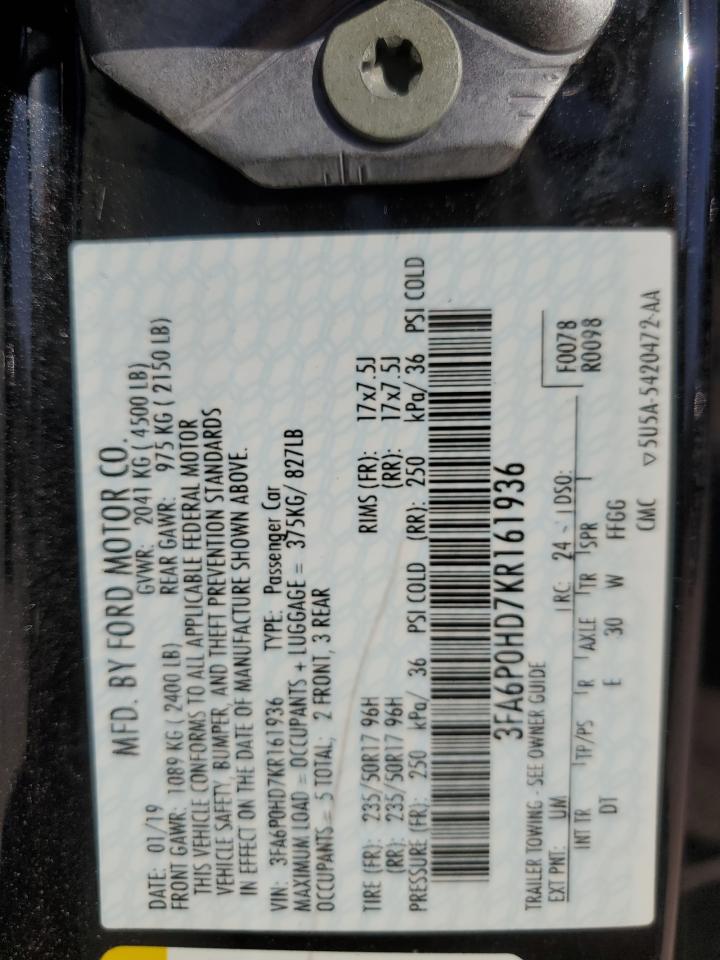 MFD. BY FORD MOTOR CO.
DATE: 01/19 GVWR: 2041 KG ( 4500 LB)
FRONT GAWR: 1089 KG ( 2400 LB) REAR GAWR: 975 KG ( 2150 LB)
THIS VEHICLE CONFORMS TO ALL APPLICABLE FEDERAL MOTOR
VEHICLE SAFETY, BUMPER, AND THEFT PREVENTION STANDARDS
IN EFFECT ON THE DATE OF MANUFACTURE SHOWN ABOVE.
VIN: 3FA6P0HD7KR161936 TYPE: Passenger Car
MAXIMUM LOAD = OCCUPANTS + LUGGAGE = 375KG/ 827LB
OCCUPANTS = 5 TOTAL; 2 FRONT, 3 REAR
TIRE (FR): 235/50R17 96H RIMS (FR): 17x7.5J
(RR): 235/50R17 96H (RR): 17x7.5J
PRESSURE (FR): 250 kPa/ 36 PSI COLD (RR): 250 kPa/ 36 PSI COLD
3FA6P0HD7KR161936
TRAILER TOWING - SEE OWNER GUIDE
EXT PNT: UM RC: 24 DSO: F0078
R0098
INT TR TP/PS R AXLE TR SPR
DT E 30 W FFGG
CMC ▽5U5A-5420472-AA